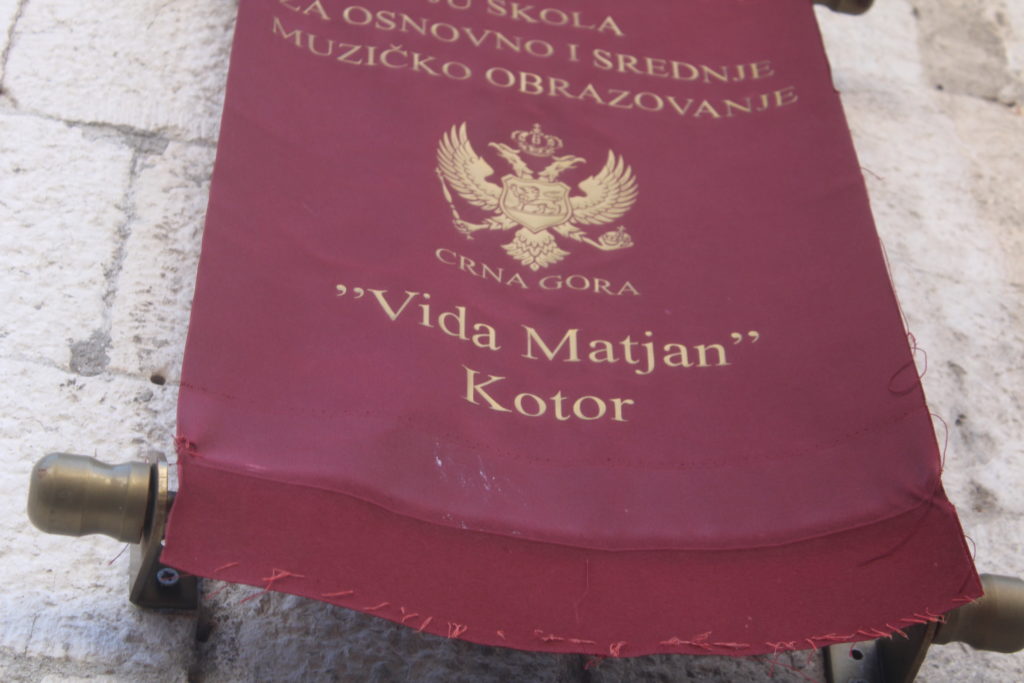 ŠKOLA
ZA OSNOVNO I SREDNJE
MUZIČKO OBRAZOVANJE
CRNA GORA
”Vida Matjan”
Kotor